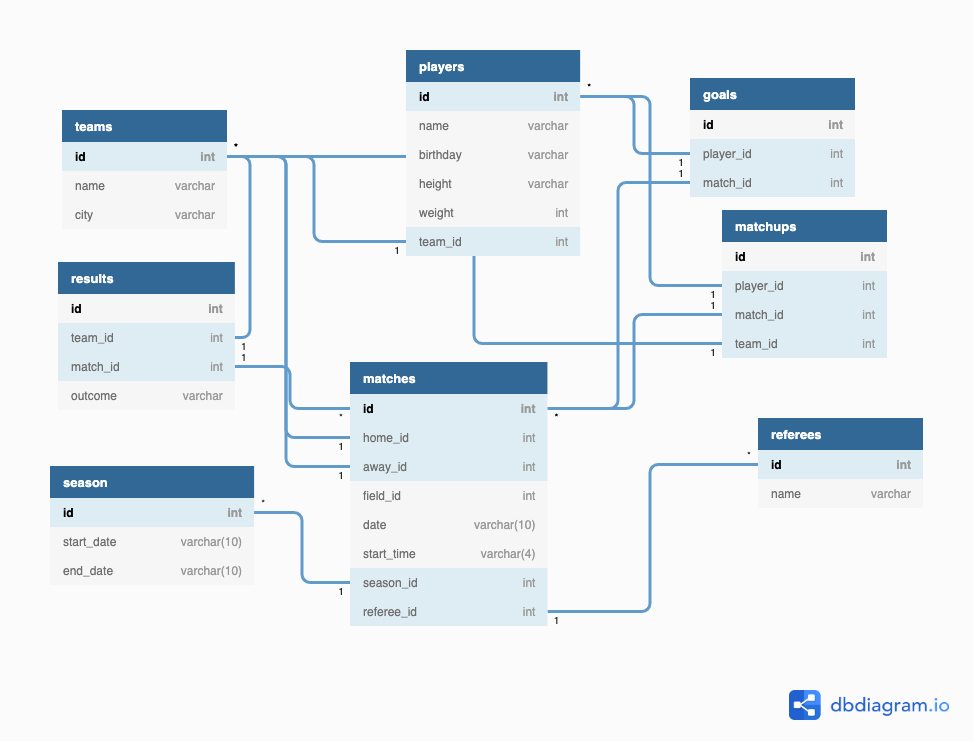 players
id int
name varchar
birthday varchar
height varchar
weight int
team_id int
*
1
goals
id int
player_id int
match_id int
1
1
teams
id int
name varchar
city varchar
*
matchups
id int
player_id int
match_id int
team_id int
1
1
1
results
id int
team_id int
match_id int
outcome varchar
1
1
matches
id int
home_id int
away_id int
field_id int
date varchar(10)
start_time varchar(4)
season_id int
referee_id int
*
*
1
1
1
1
referees
id int
name varchar
*
season
id int
start_date varchar(10)
end_date varchar(10)
*
dbdiagram.io